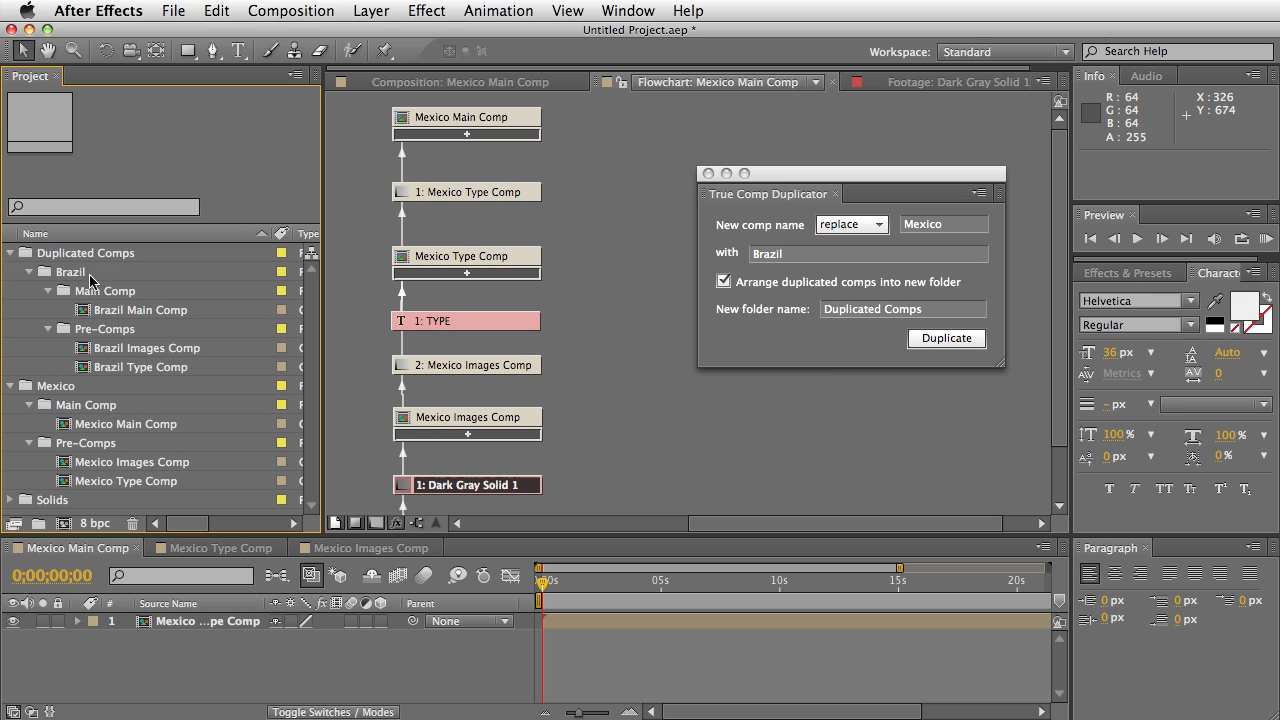 After Effects File Edit Composition Layer Effect Animation View Window Help
Untitled Project.aep *
Workspace: Standard Search Help
Project
Name Type
Duplicated Comps
Brazil
Main Comp
Brazil Main Comp
Pre-Comps
Brazil Images Comp
Brazil Type Comp
Mexico
Main Comp
Mexico Main Comp
Pre-Comps
Mexico Images Comp
Mexico Type Comp
Solids
8 bpc
Composition: Mexico Main Comp Flowchart: Mexico Main Comp Footage: Dark Gray Solid 1
Mexico Main Comp
+
1: Mexico Type Comp
Mexico Type Comp
+
T 1: TYPE
2: Mexico Images Comp
Mexico Images Comp
+
1: Dark Gray Solid 1
True Comp Duplicator
New comp name replace Mexico
with Brazil
Arrange duplicated comps into new folder
New folder name: Duplicated Comps
Duplicate
Info Audio
R : 64 X : 326
G : 64 Y : 674
B : 64
A : 255
Preview
Effects & Presets Charact
Helvetica
Regular
36 px Auto
Metrics 0
- px
100 % 100 %
0 px 0 %
T T TT Tt T¹ T₁
Paragraph
0 px 0 px 0 px
0 px 0 px
Mexico Main Comp Mexico Type Comp Mexico Images Comp
0;00;00;00
:00s 05s 10s 15s 20s
# Source Name Parent
1 Mexico ...pe Comp None
Toggle Switches / Modes